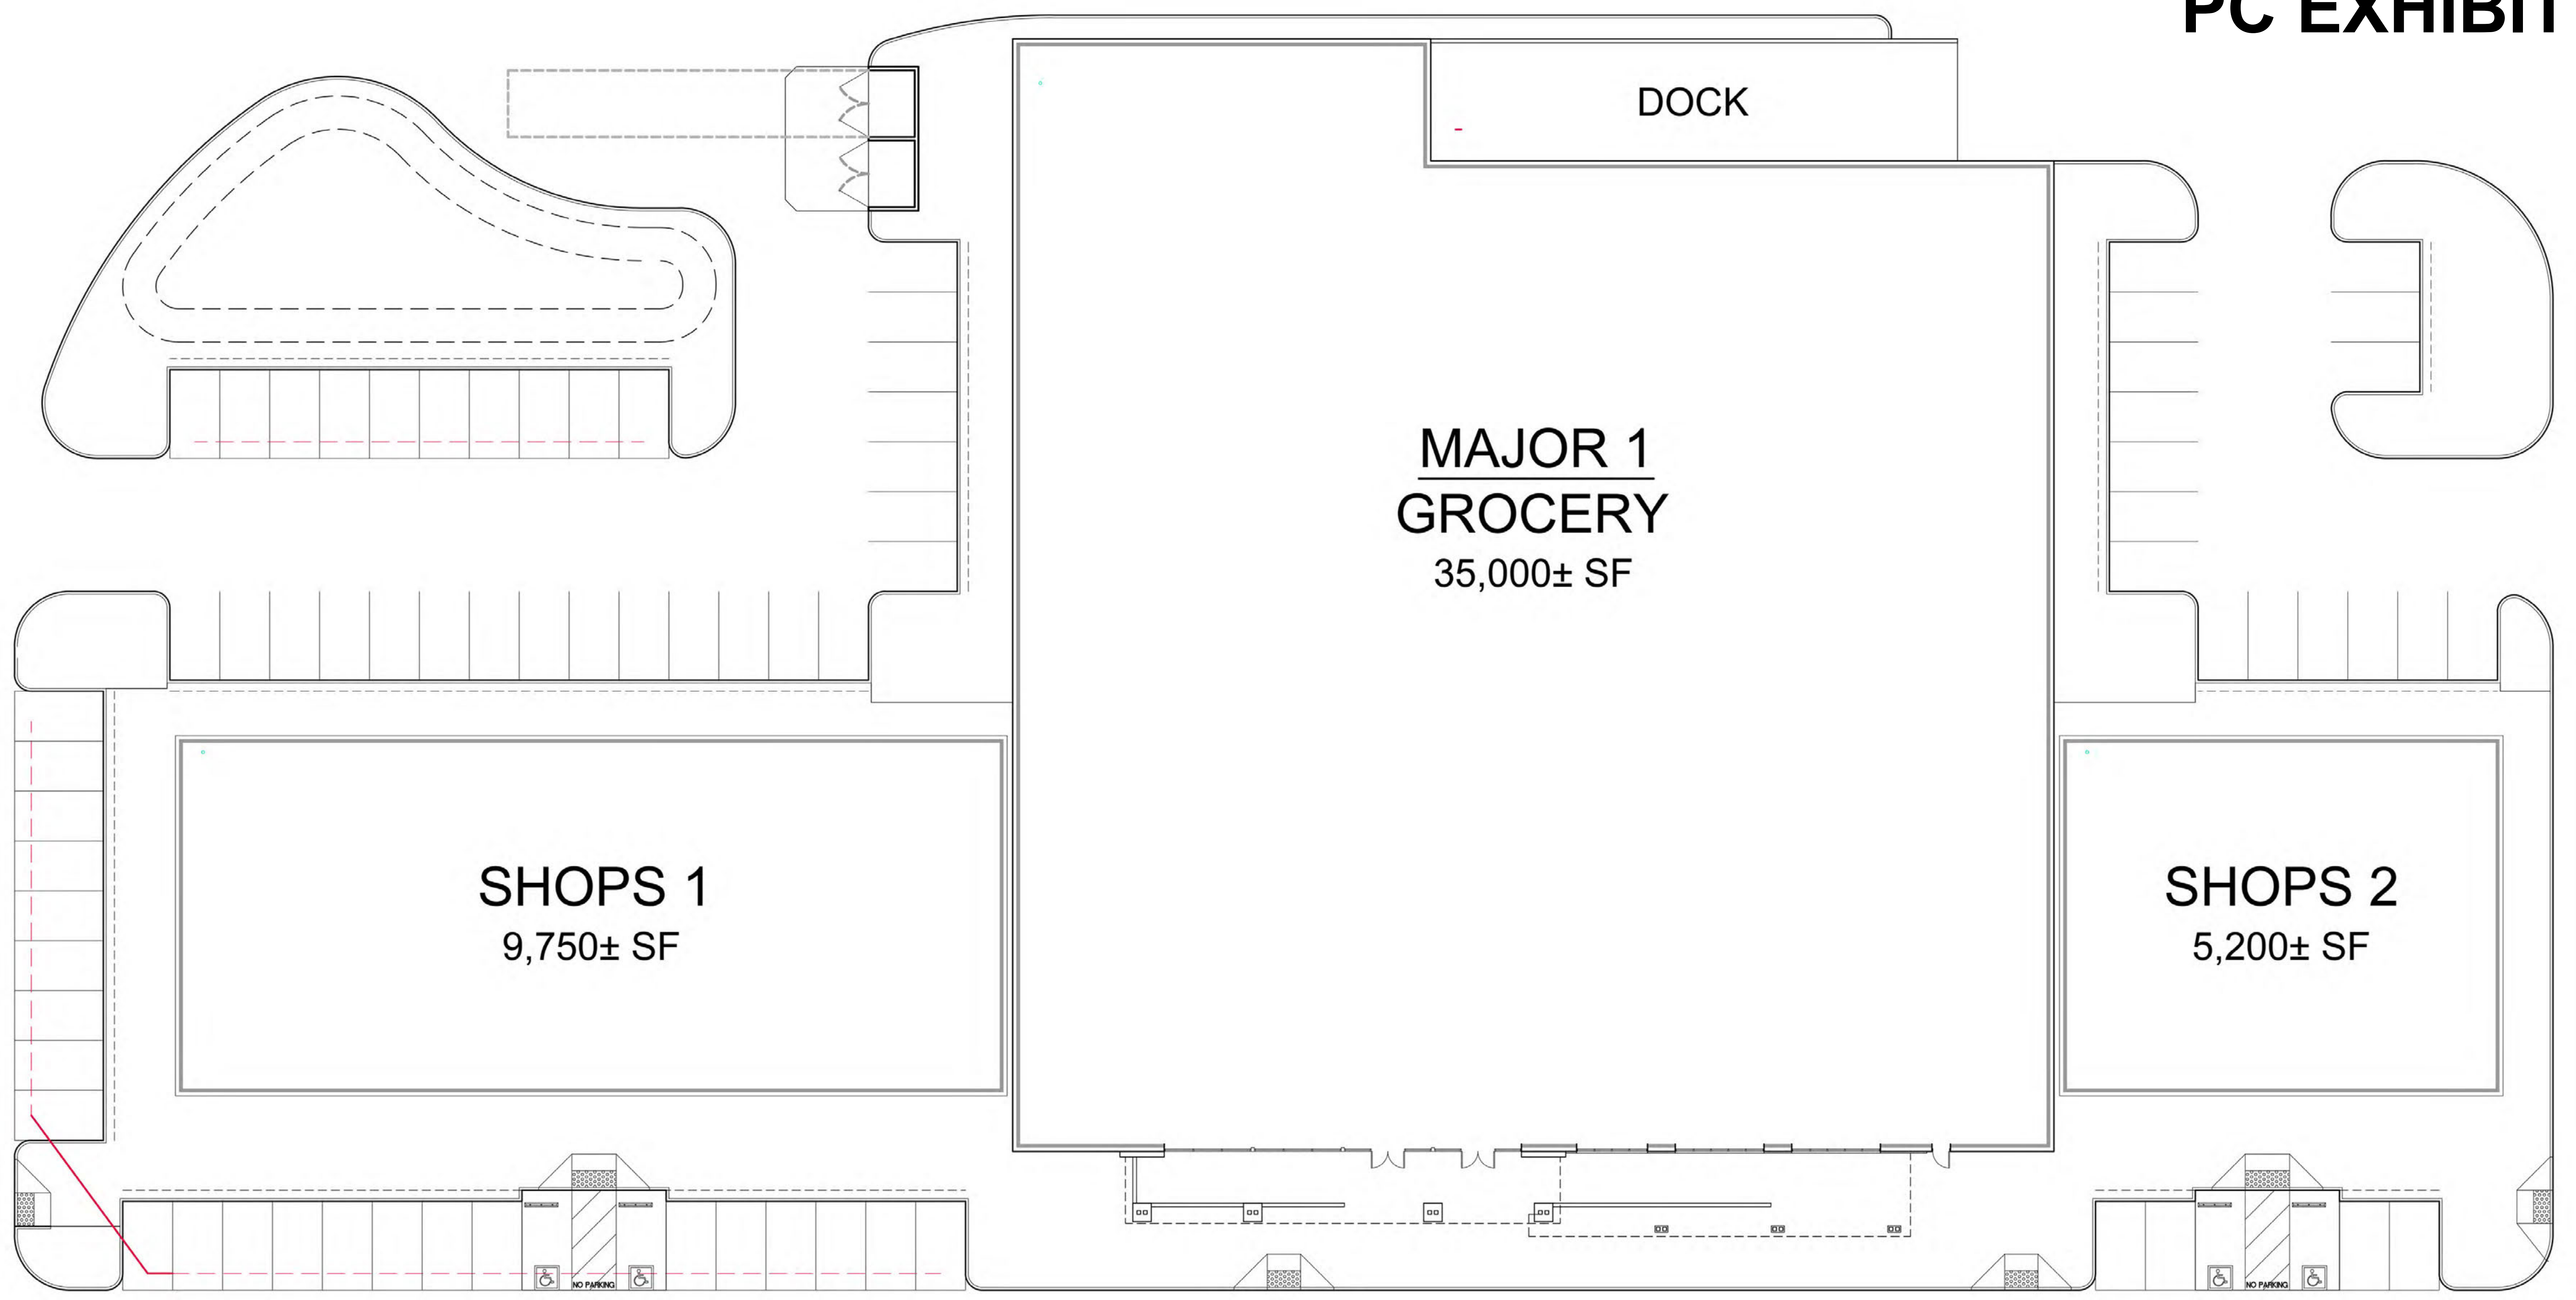 PC EXHIBIT
DOCK
MAJOR 1
GROCERY
35,000± SF
SHOPS 1
9,750± SF
SHOPS 2
5,200± SF
NO PARKING
NO PARKING